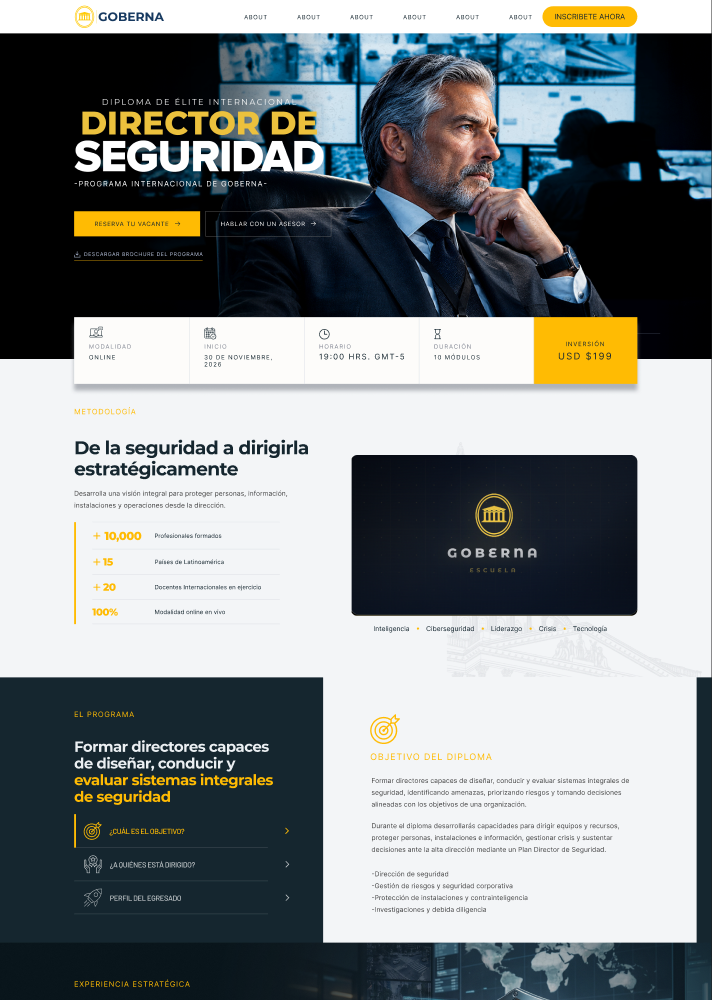 GOBERNA
ABOUT ABOUT ABOUT ABOUT ABOUT ABOUT INSCRIBETE AHORA
DIPLOMA DE ÉLITE INTERNACIONAL
DIRECTOR DE
SEGURIDAD
-PROGRAMA INTERNACIONAL DE GOBERNA-
RESERVA TU VACANTE → HABLAR CON UN ASESOR →
DESCARGAR BROCHURE DEL PROGRAMA
MODALIDAD
ONLINE
INICIO
30 DE NOVIEMBRE,
2026
HORARIO
19:00 HRS. GMT-5
DURACIÓN
10 MÓDULOS
INVERSIÓN
USD $199
METODOLOGÍA
De la seguridad a dirigirla
estratégicamente
Desarrolla una visión integral para proteger personas, información,
instalaciones y operaciones desde la dirección.
+ 10,000 Profesionales formados
+ 15 Países de Latinoamérica
+ 20 Docentes Internacionales en ejercicio
100% Modalidad online en vivo
GOBERNA
ESCUELA
Inteligencia • Ciberseguridad • Liderazgo • Crisis • Tecnología
EL PROGRAMA
Formar directores capaces
de diseñar, conducir y
evaluar sistemas integrales
de seguridad
¿CUÁL ES EL OBJETIVO?
¿A QUIÉNES ESTÁ DIRIGIDO?
PERFIL DEL EGRESADO
OBJETIVO DEL DIPLOMA
Formar directores capaces de diseñar, conducir y evaluar sistemas integrales de
seguridad, identificando amenazas, priorizando riesgos y tomando decisiones
alineadas con los objetivos de una organización.
Durante el diploma desarrollarás capacidades para dirigir equipos y recursos,
proteger personas, instalaciones e información, gestionar crisis y sustentar
decisiones ante la alta dirección mediante un Plan Director de Seguridad.
-Dirección de seguridad
-Gestión de riesgos y seguridad corporativa
-Protección de instalaciones y contrainteligencia
-Investigaciones y debida diligencia
EXPERIENCIA ESTRATÉGICA